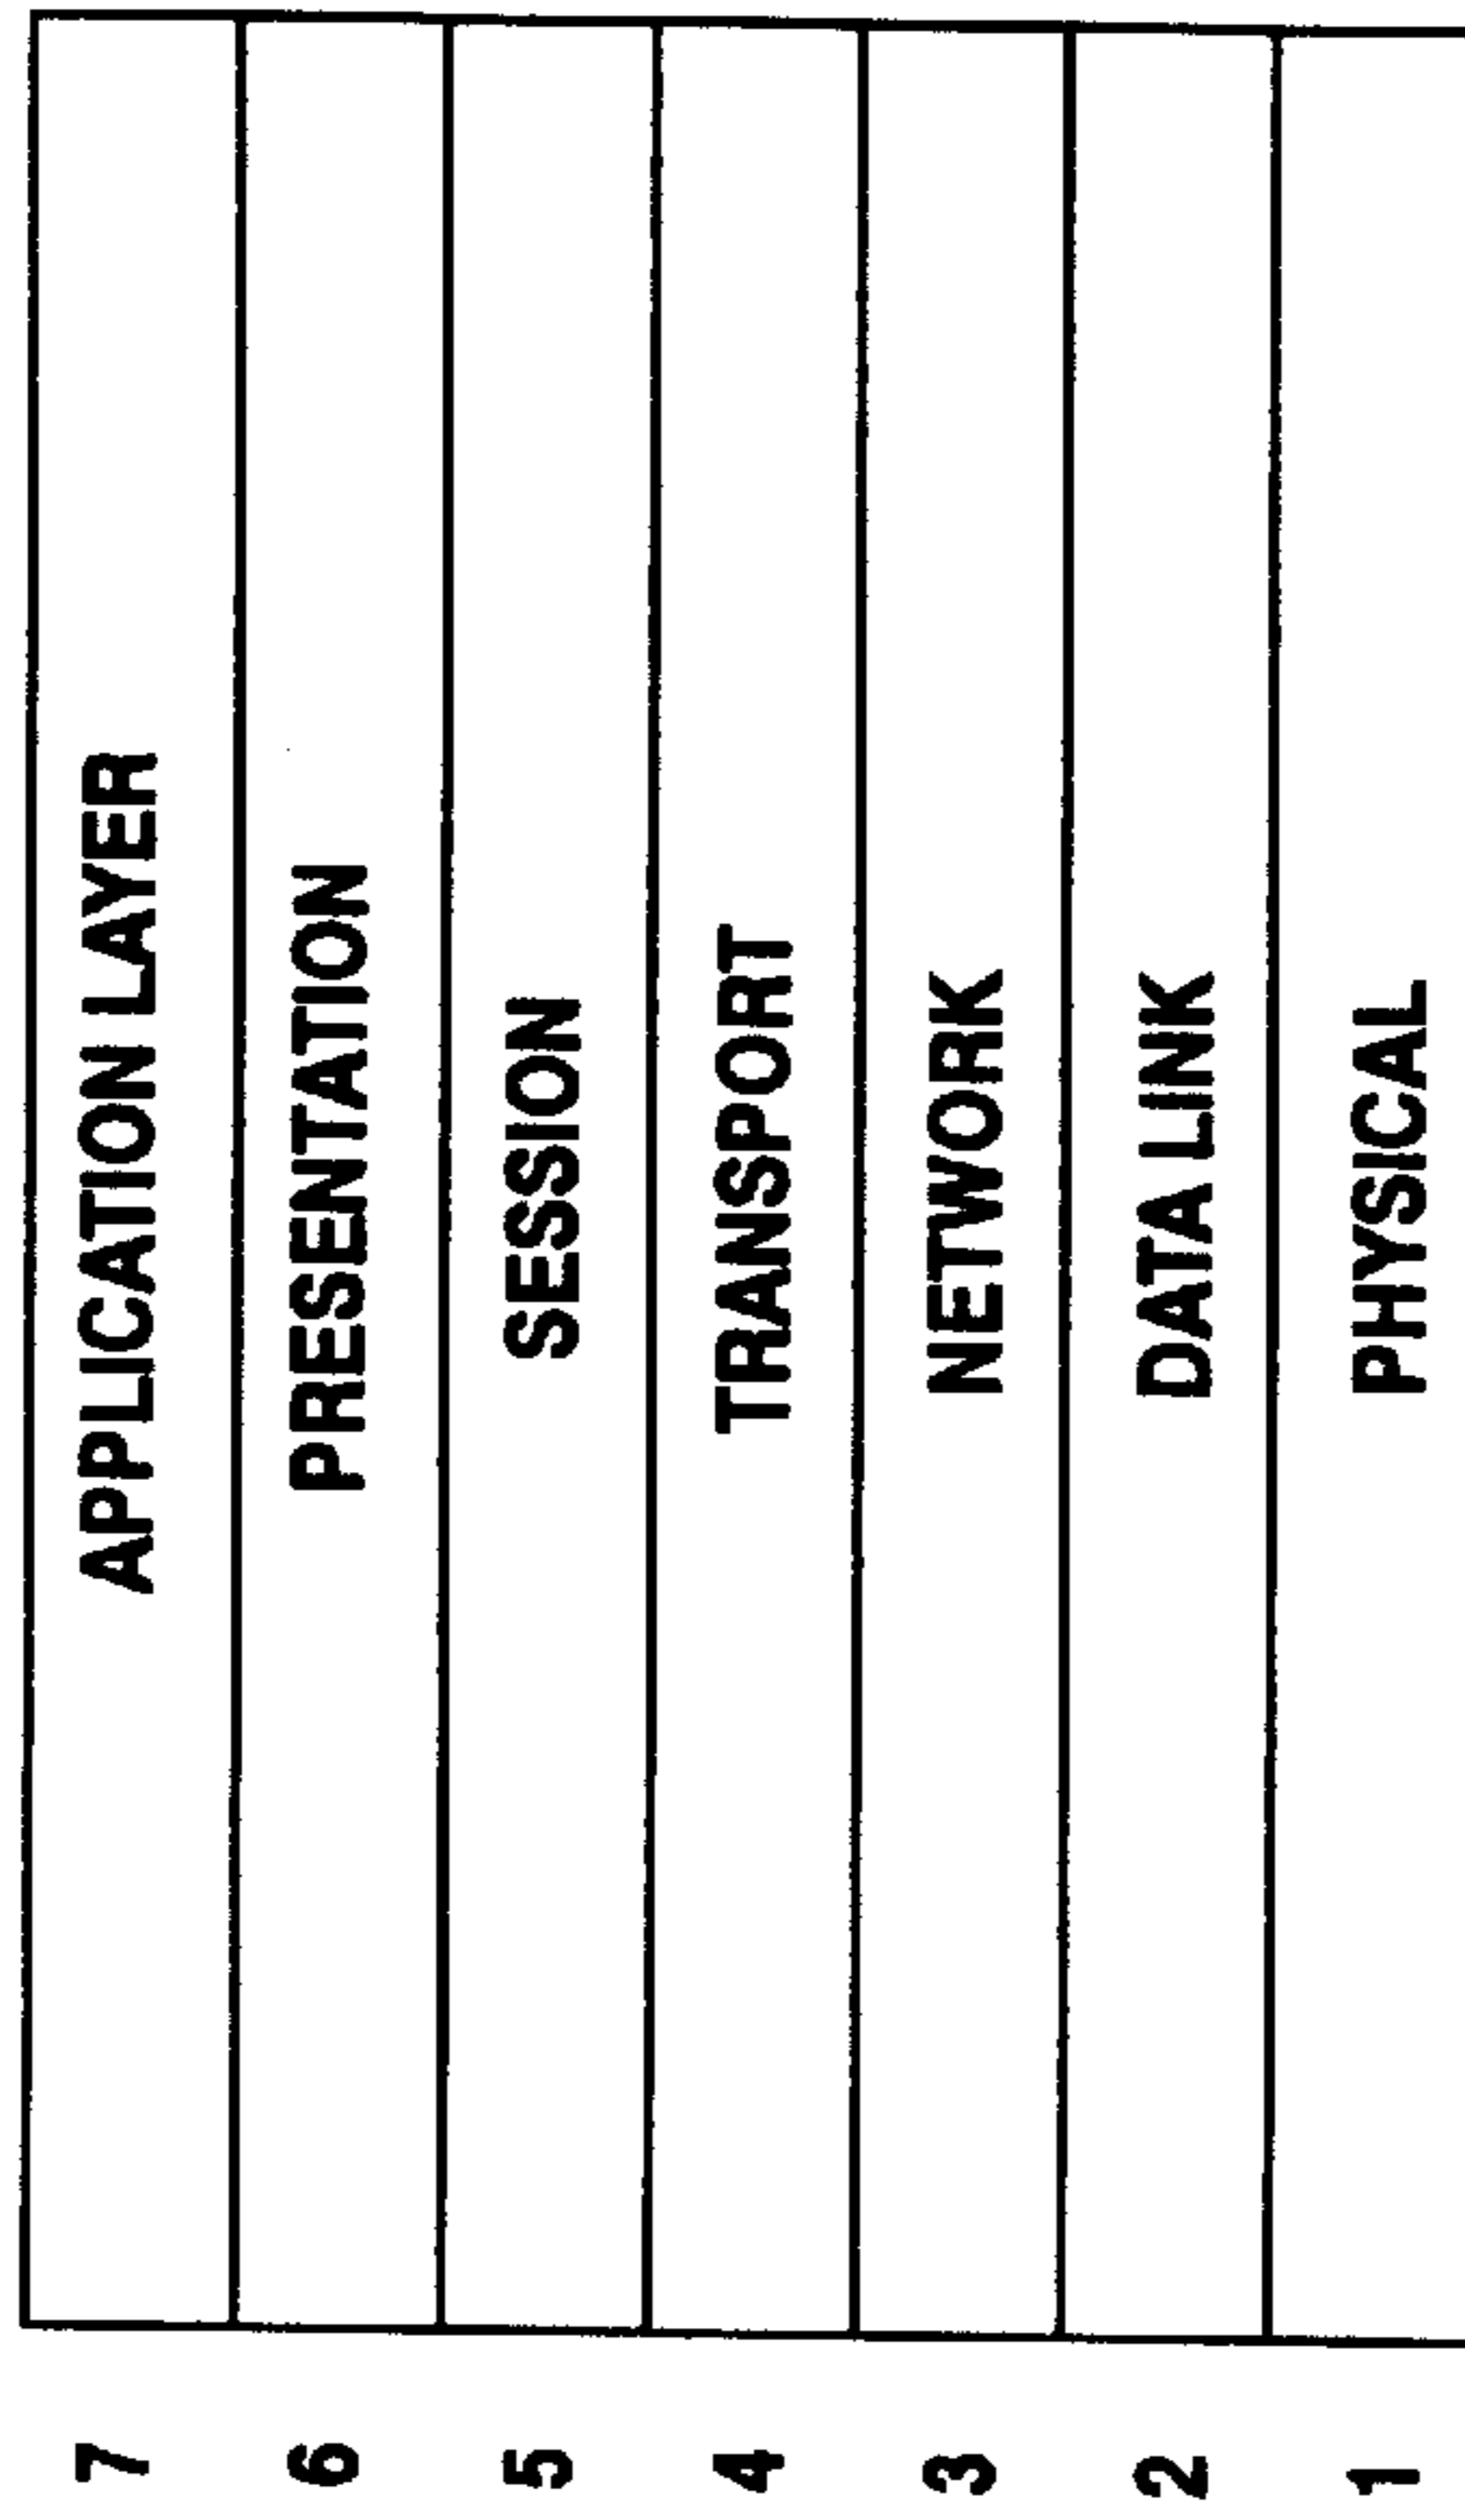 7 APPLICATION LAYER
6 PRESENTATION
5 SESSION
4 TRANSPORT
3 NETWORK
2 DATA LINK
1 PHYSICAL